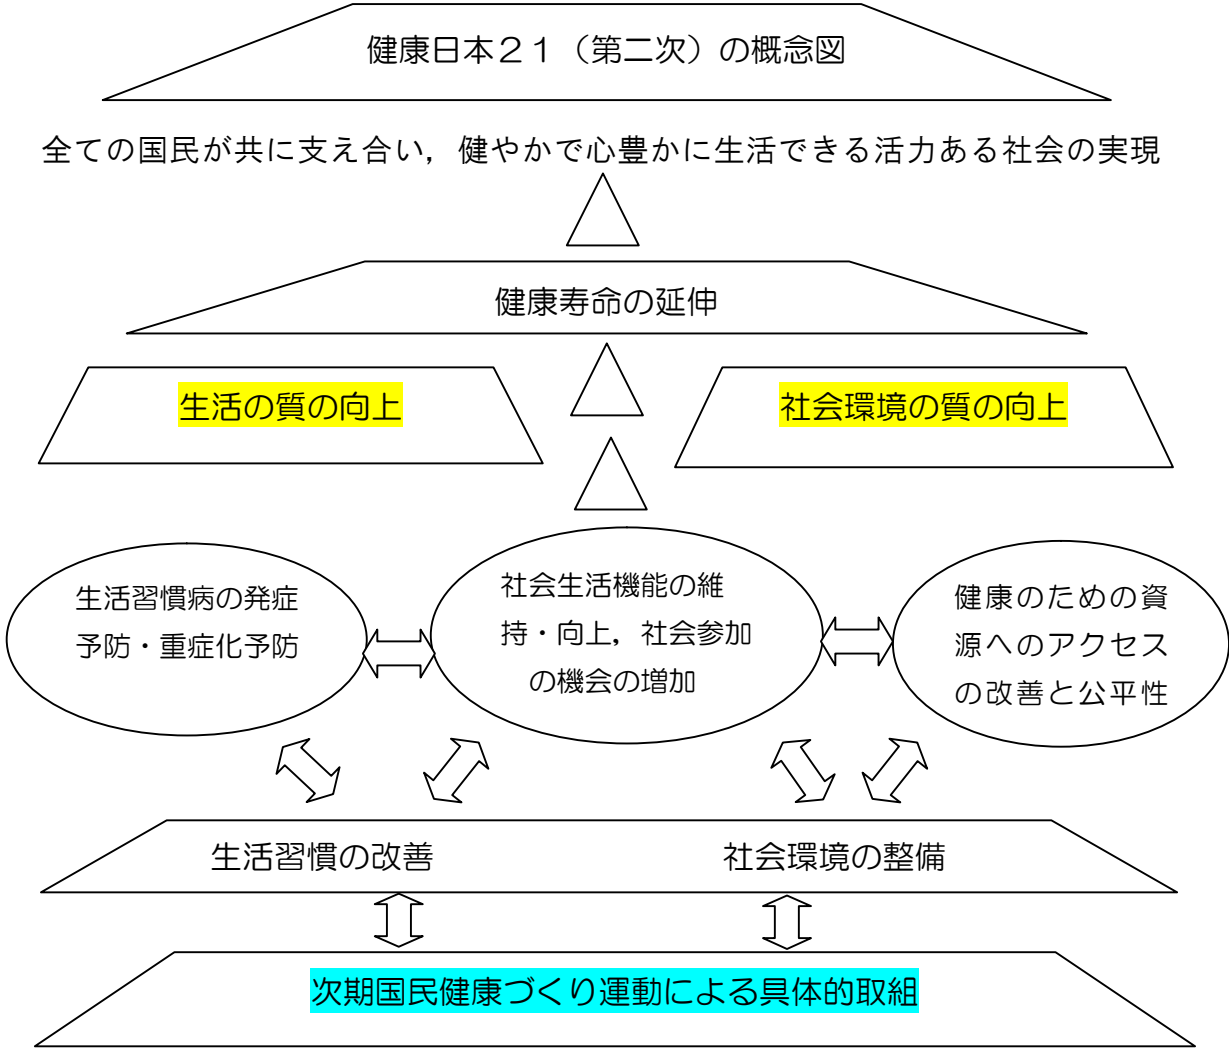 健康日本２１（第二次）の概念図
全ての国民が共に支え合い，健やかで心豊かに生活できる活力ある社会の実現
健康寿命の延伸
生活の質の向上
社会環境の質の向上
生活習慣病の発症
予防・重症化予防
社会生活機能の維
持・向上，社会参加
の機会の増加
健康のための資
源へのアクセス
の改善と公平性
生活習慣の改善
社会環境の整備
次期国民健康づくり運動による具体的取組